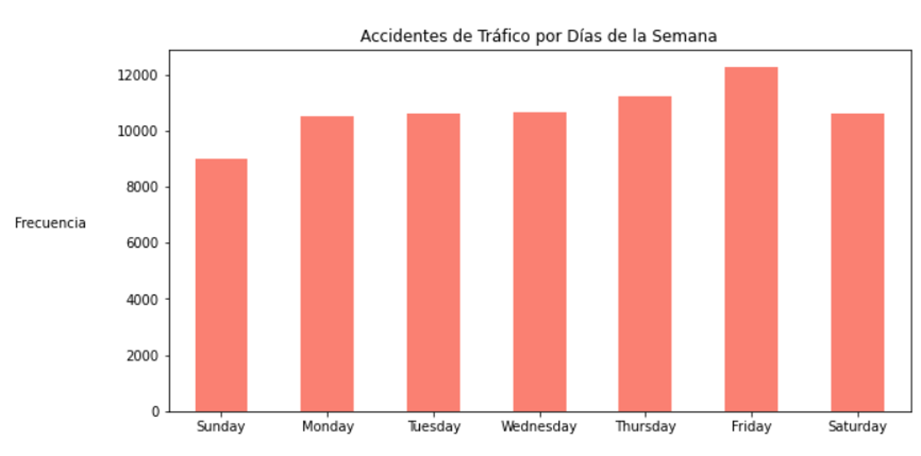 Accidentes de Tráfico por Días de la Semana
12000
10000
8000
6000
4000
2000
0
Frecuencia
Sunday Monday Tuesday Wednesday Thursday Friday Saturday